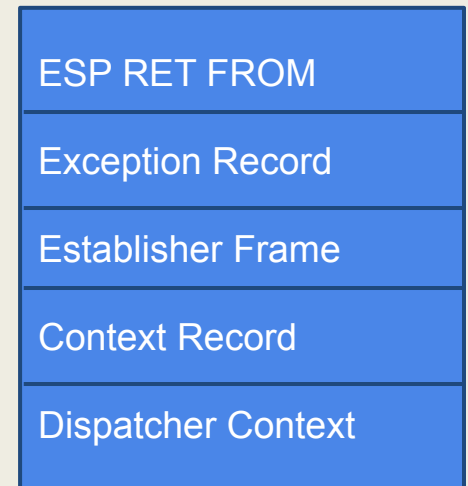 ESP RET FROM
Exception Record
Establisher Frame
Context Record
Dispatcher Context